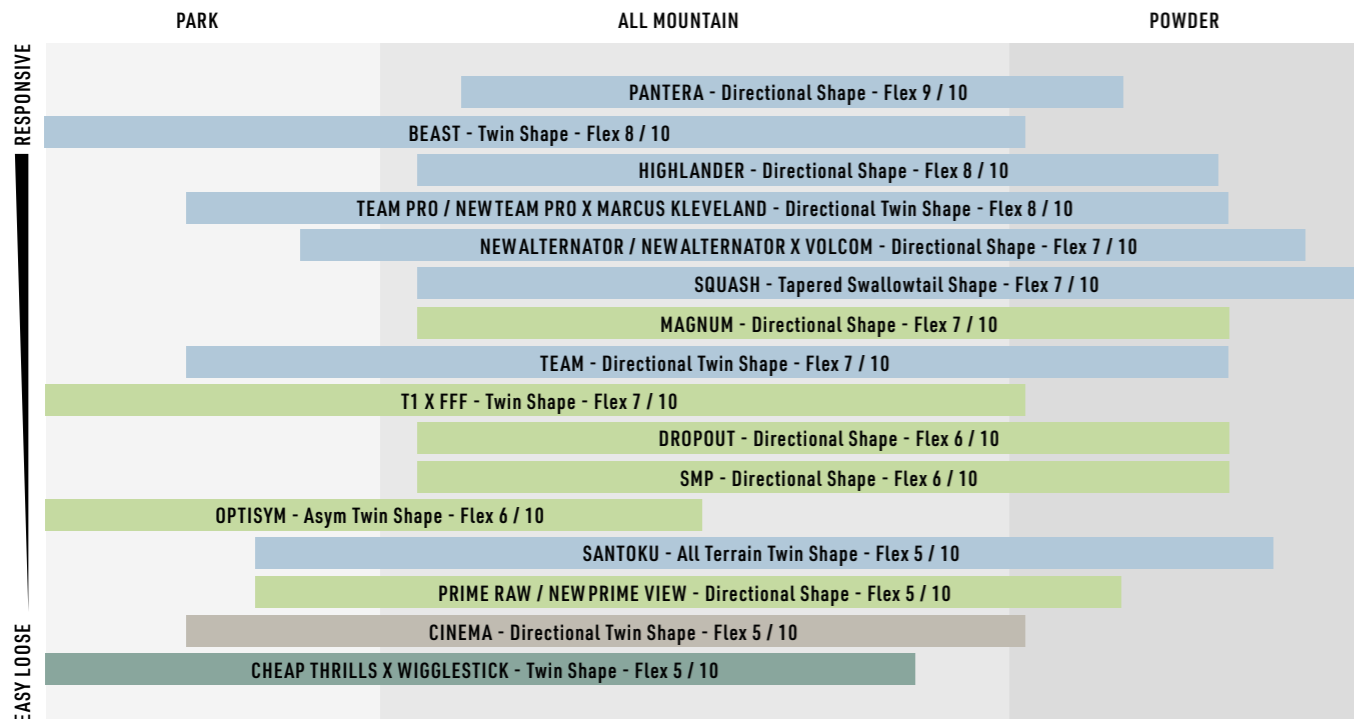 PARK ALL MOUNTAIN POWDER
RESPONSIVE
PANTERA - Directional Shape - Flex 9 / 10
BEAST - Twin Shape - Flex 8 / 10
HIGHLANDER - Directional Shape - Flex 8 / 10
TEAM PRO / NEW TEAM PRO X MARCUS KLEVELAND - Directional Twin Shape - Flex 8 / 10
NEW ALTERNATOR / NEW ALTERNATOR X VOLCOM - Directional Shape - Flex 7 / 10
SQUASH - Tapered Swallowtail Shape - Flex 7 / 10
MAGNUM - Directional Shape - Flex 7 / 10
TEAM - Directional Twin Shape - Flex 7 / 10
T1 X FFF - Twin Shape - Flex 7 / 10
DROPOUT - Directional Shape - Flex 6 / 10
SMP - Directional Shape - Flex 6 / 10
OPTISYM - Asym Twin Shape - Flex 6 / 10
SANTOKU - All Terrain Twin Shape - Flex 5 / 10
PRIME RAW / NEW PRIME VIEW - Directional Shape - Flex 5 / 10
CINEMA - Directional Twin Shape - Flex 5 / 10
CHEAP THRILLS X WIGGLESTICK - Twin Shape - Flex 5 / 10
EASY LOOSE